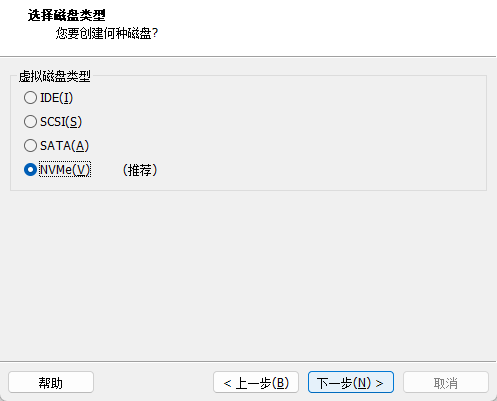 选择磁盘类型
您要创建何种磁盘?
虚拟磁盘类型
IDE(I)
SCSI(S)
SATA(A)
NVMe(V) （推荐）
帮助 < 上一步(B) 下一步(N) > 取消